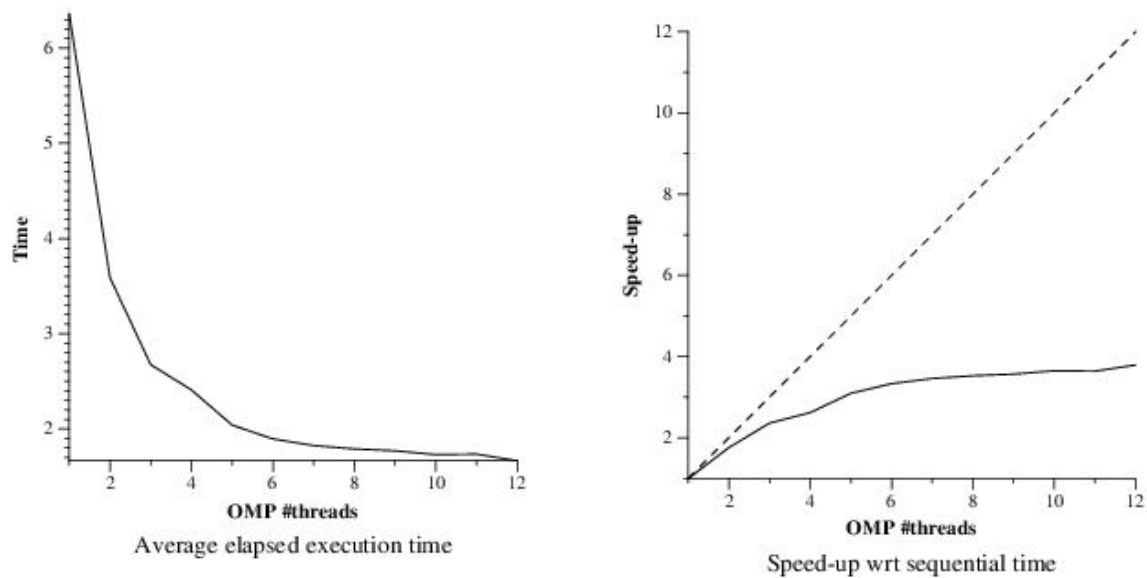 6
5
4
3
2
Time
2 4 6 8 10 12
OMP #threads
Average elapsed execution time
12
10
8
6
4
2
Speed-up
2 4 6 8 10 12
OMP #threads
Speed-up wrt sequential time